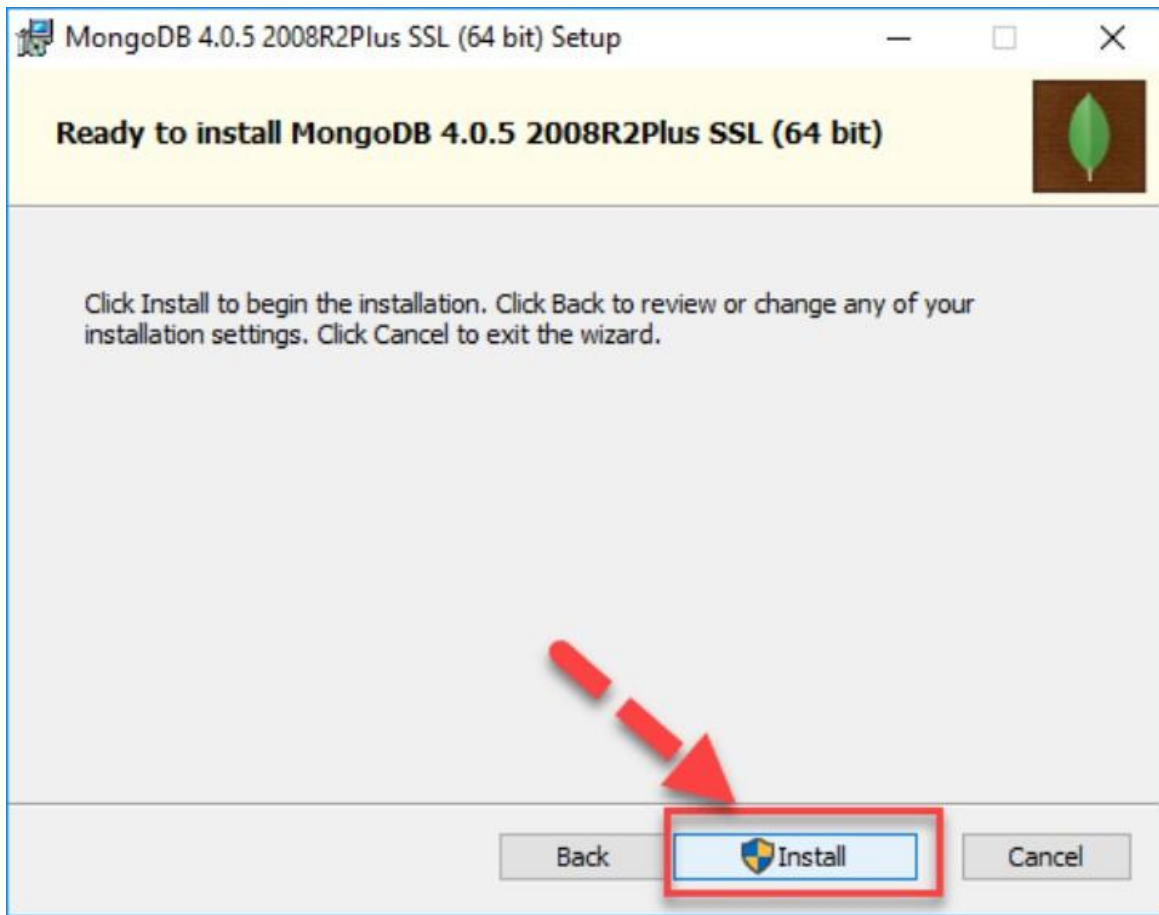 MongoDB 4.0.5 2008R2Plus SSL (64 bit) Setup
Ready to install MongoDB 4.0.5 2008R2Plus SSL (64 bit)
Click Install to begin the installation. Click Back to review or change any of your
installation settings. Click Cancel to exit the wizard.
Back Install Cancel